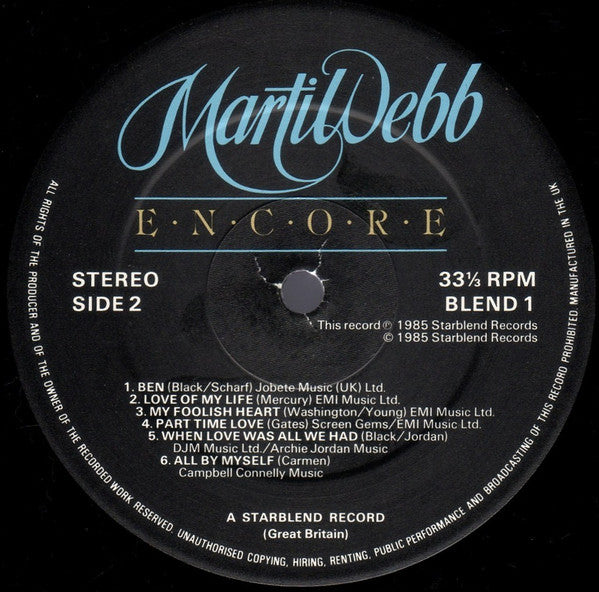 Marti Webb
E·N·C·O·R·E
STEREO
SIDE 2
33⅓ RPM
BLEND 1
This record ℗ 1985 Starblend Records
© 1985 Starblend Records
1. BEN (Black/Scharf) Jobete Music (UK) Ltd.
2. LOVE OF MY LIFE (Mercury) EMI Music Ltd.
3. MY FOOLISH HEART (Washington/Young) EMI Music Ltd.
4. PART TIME LOVE (Gates) Screen Gems/EMI Music Ltd.
5. WHEN LOVE WAS ALL WE HAD (Black/Jordan)
DJM Music Ltd./Archie Jordan Music
6. ALL BY MYSELF (Carmen)
Campbell Connelly Music
A STARBLEND RECORD
(Great Britain)
ALL RIGHTS OF THE PRODUCER AND OF THE OWNER OF THE RECORDED WORK RESERVED. UNAUTHORISED COPYING, HIRING, RENTING, PUBLIC PERFORMANCE AND BROADCASTING OF THIS RECORD PROHIBITED. MANUFACTURED IN THE UK